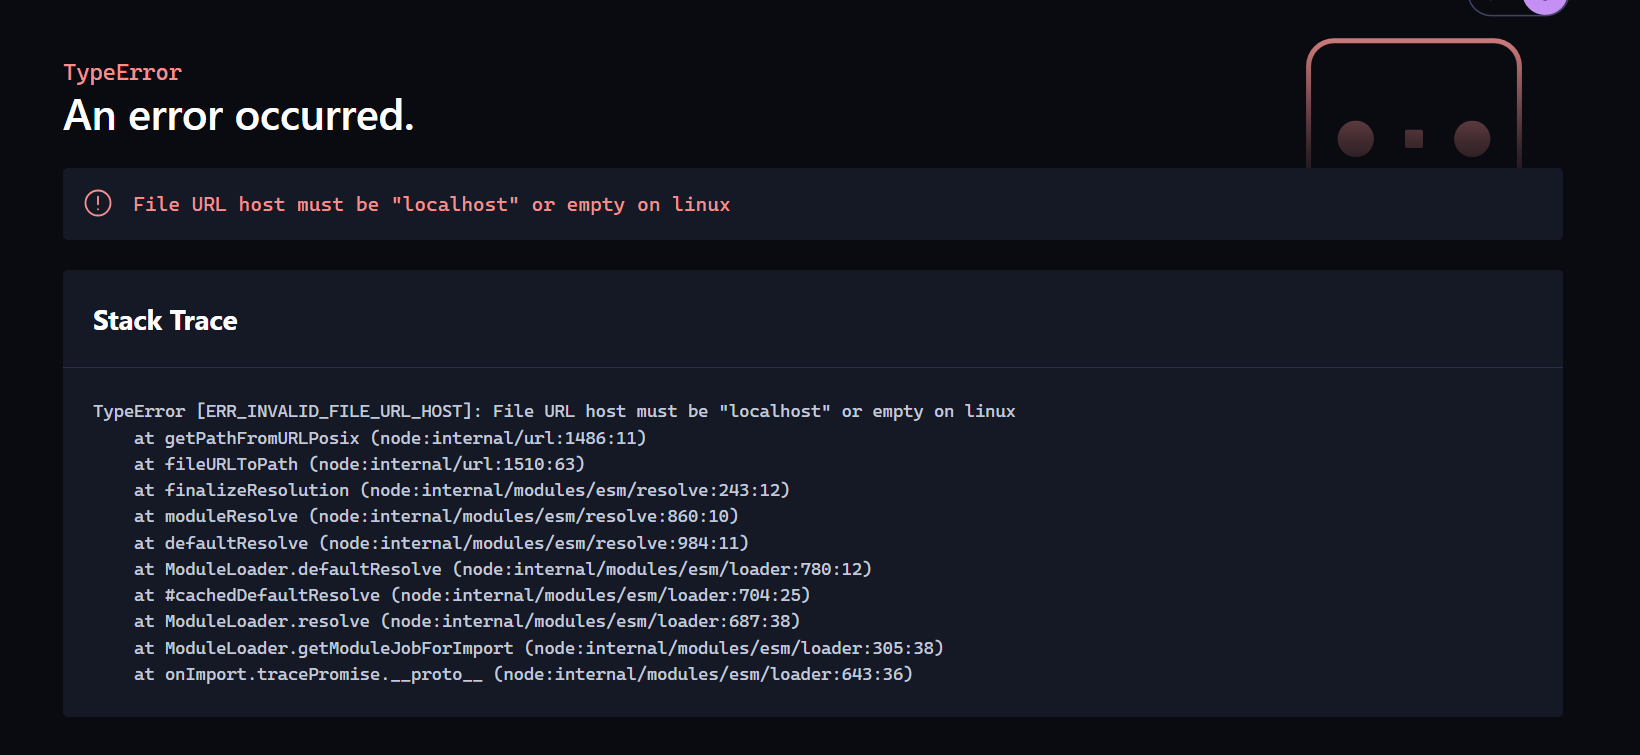 TypeError
An error occurred.
File URL host must be "localhost" or empty on linux
Stack Trace
TypeError [ERR_INVALID_FILE_URL_HOST]: File URL host must be "localhost" or empty on linux
at getPathFromURLPosix (node:internal/url:1486:11)
at fileURLToPath (node:internal/url:1510:63)
at finalizeResolution (node:internal/modules/esm/resolve:243:12)
at moduleResolve (node:internal/modules/esm/resolve:860:10)
at defaultResolve (node:internal/modules/esm/resolve:984:11)
at ModuleLoader.defaultResolve (node:internal/modules/esm/loader:780:12)
at #cachedDefaultResolve (node:internal/modules/esm/loader:704:25)
at ModuleLoader.resolve (node:internal/modules/esm/loader:687:38)
at ModuleLoader.getModuleJobForImport (node:internal/modules/esm/loader:305:38)
at onImport.tracePromise.__proto__ (node:internal/modules/esm/loader:643:36)